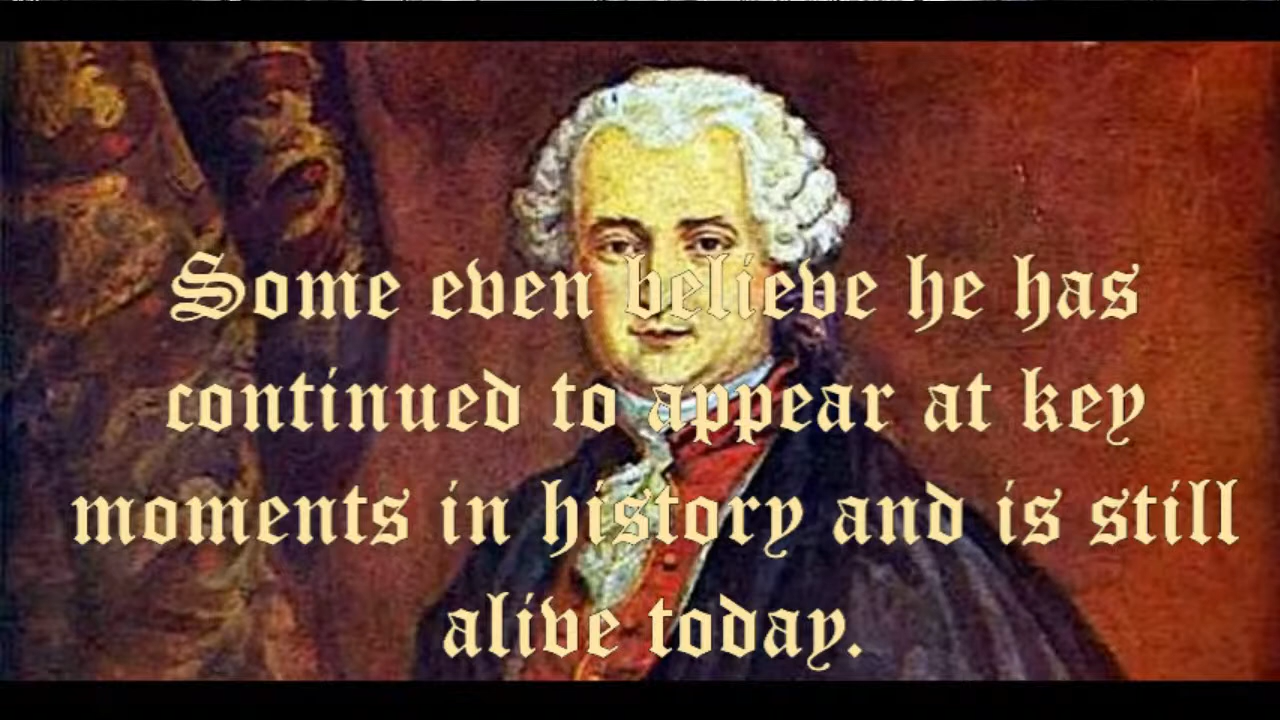 Some even believe he has
continued to appear at key
moments in history and is still
alive today.